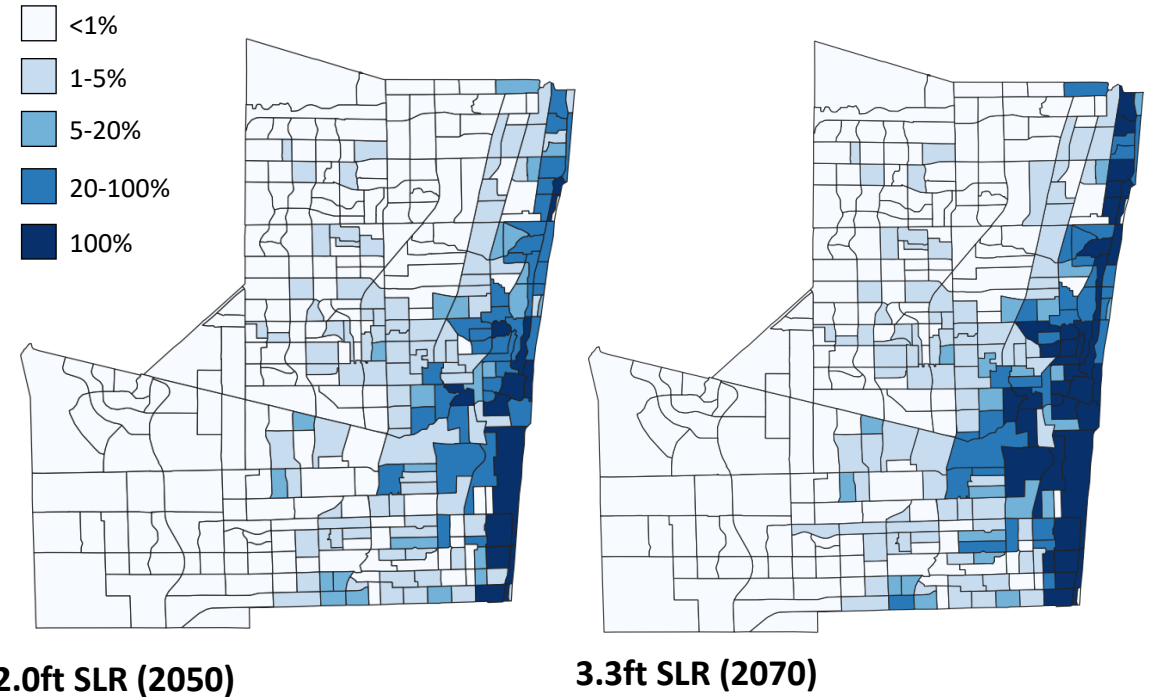 <1%
1-5%
5-20%
20-100%
100%
2.0ft SLR (2050)
3.3ft SLR (2070)